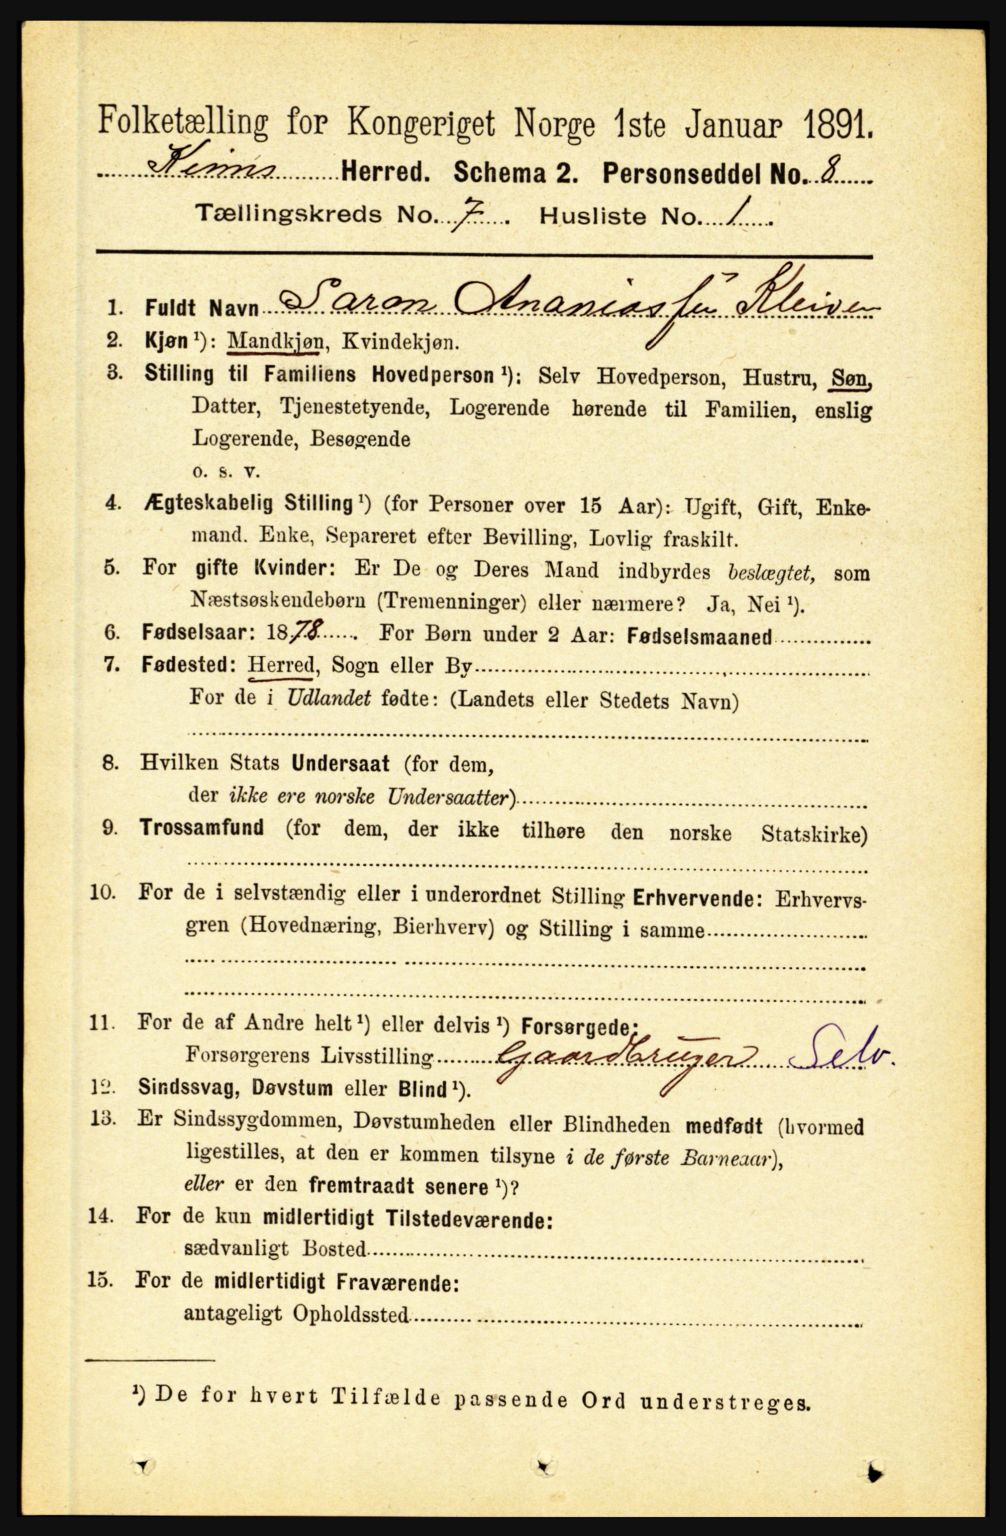 Folketælling for Kongeriget Norge 1ste Januar 1891.
Kinns Herred. Schema 2. Personseddel No. 8
Tællingskreds No. 7. Husliste No. 1.
1. Fuldt Navn Saron Ananiassen Kleiven
2. Kjøn ¹): Mandkjøn, Kvindekjøn.
3. Stilling til Familiens Hovedperson ¹): Selv Hovedperson, Hustru, Søn,
Datter, Tjenestetyende, Logerende hørende til Familien, enslig
Logerende, Besøgende
o. s. v.
4. Ægteskabelig Stilling ¹) (for Personer over 15 Aar): Ugift, Gift, Enke-
mand. Enke, Separeret efter Bevilling, Lovlig fraskilt.
5. For gifte Kvinder: Er De og Deres Mand indbyrdes beslægtet, som
Næstsøskendebørn (Tremenninger) eller nærmere? Ja, Nei ¹).
6. Fødselsaar: 1878. For Børn under 2 Aar: Fødselsmaaned
7. Fødested: Herred, Sogn eller By
For de i Udlandet fødte: (Landets eller Stedets Navn)
8. Hvilken Stats Undersaat (for dem,
der ikke ere norske Undersaatter)
9. Trossamfund (for dem, der ikke tilhøre den norske Statskirke)
10. For de i selvstændig eller i underordnet Stilling Erhvervende: Erhvervs-
gren (Hovednæring, Bierhverv) og Stilling i samme
11. For de af Andre helt ¹) eller delvis ¹) Forsørgede:
Forsørgerens Livsstilling Gaardbruger Selv.
12. Sindssvag, Døvstum eller Blind ¹).
13. Er Sindssygdommen, Døvstumheden eller Blindheden medfødt (hvormed
ligestilles, at den er kommen tilsyne i de første Barneaar),
eller er den fremtraadt senere ¹)?
14. For de kun midlertidigt Tilstedeværende:
sædvanligt Bosted
15. For de midlertidigt Fraværende:
antageligt Opholdssted
¹) De for hvert Tilfælde passende Ord understreges.